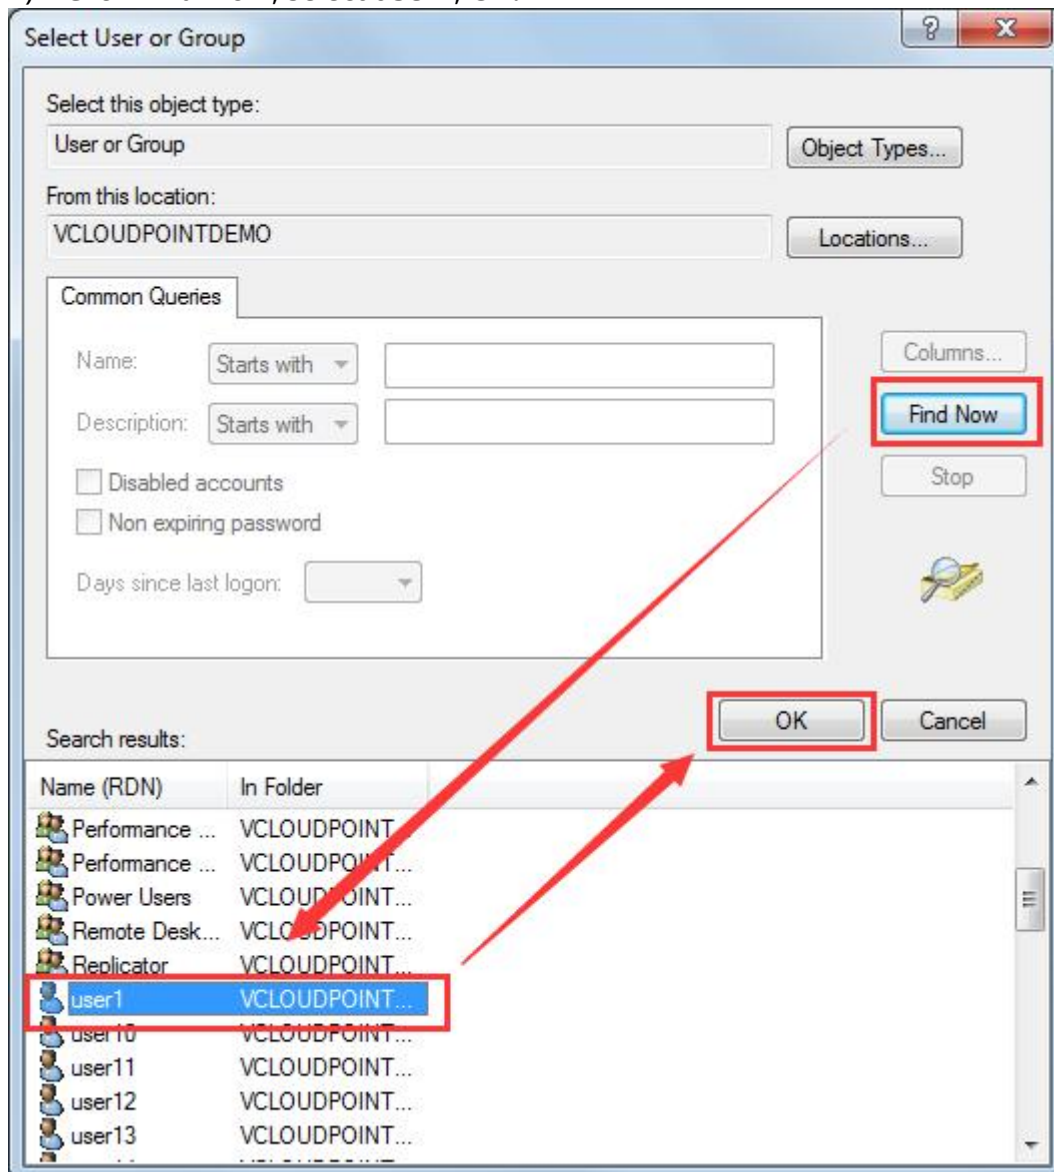 Select User or Group
Select this object type:
User or Group
Object Types...
From this location:
VCLOUDPOINTDEMO
Locations...
Common Queries
Name:
Starts with
Columns...
Description:
Starts with
Find Now
Disabled accounts
Stop
Non expiring password
Days since last logon:
OK
Cancel
Search results:
Name (RDN) In Folder
Performance ... VCLOUDPOINT...
Performance ... VCLOUDPOINT...
Power Users VCLOUDPOINT...
Remote Desk... VCLOUDPOINT...
Replicator VCLOUDPOINT...
user1 VCLOUDPOINT...
user10 VCLOUDPOINT...
user11 VCLOUDPOINT...
user12 VCLOUDPOINT...
user13 VCLOUDPOINT...